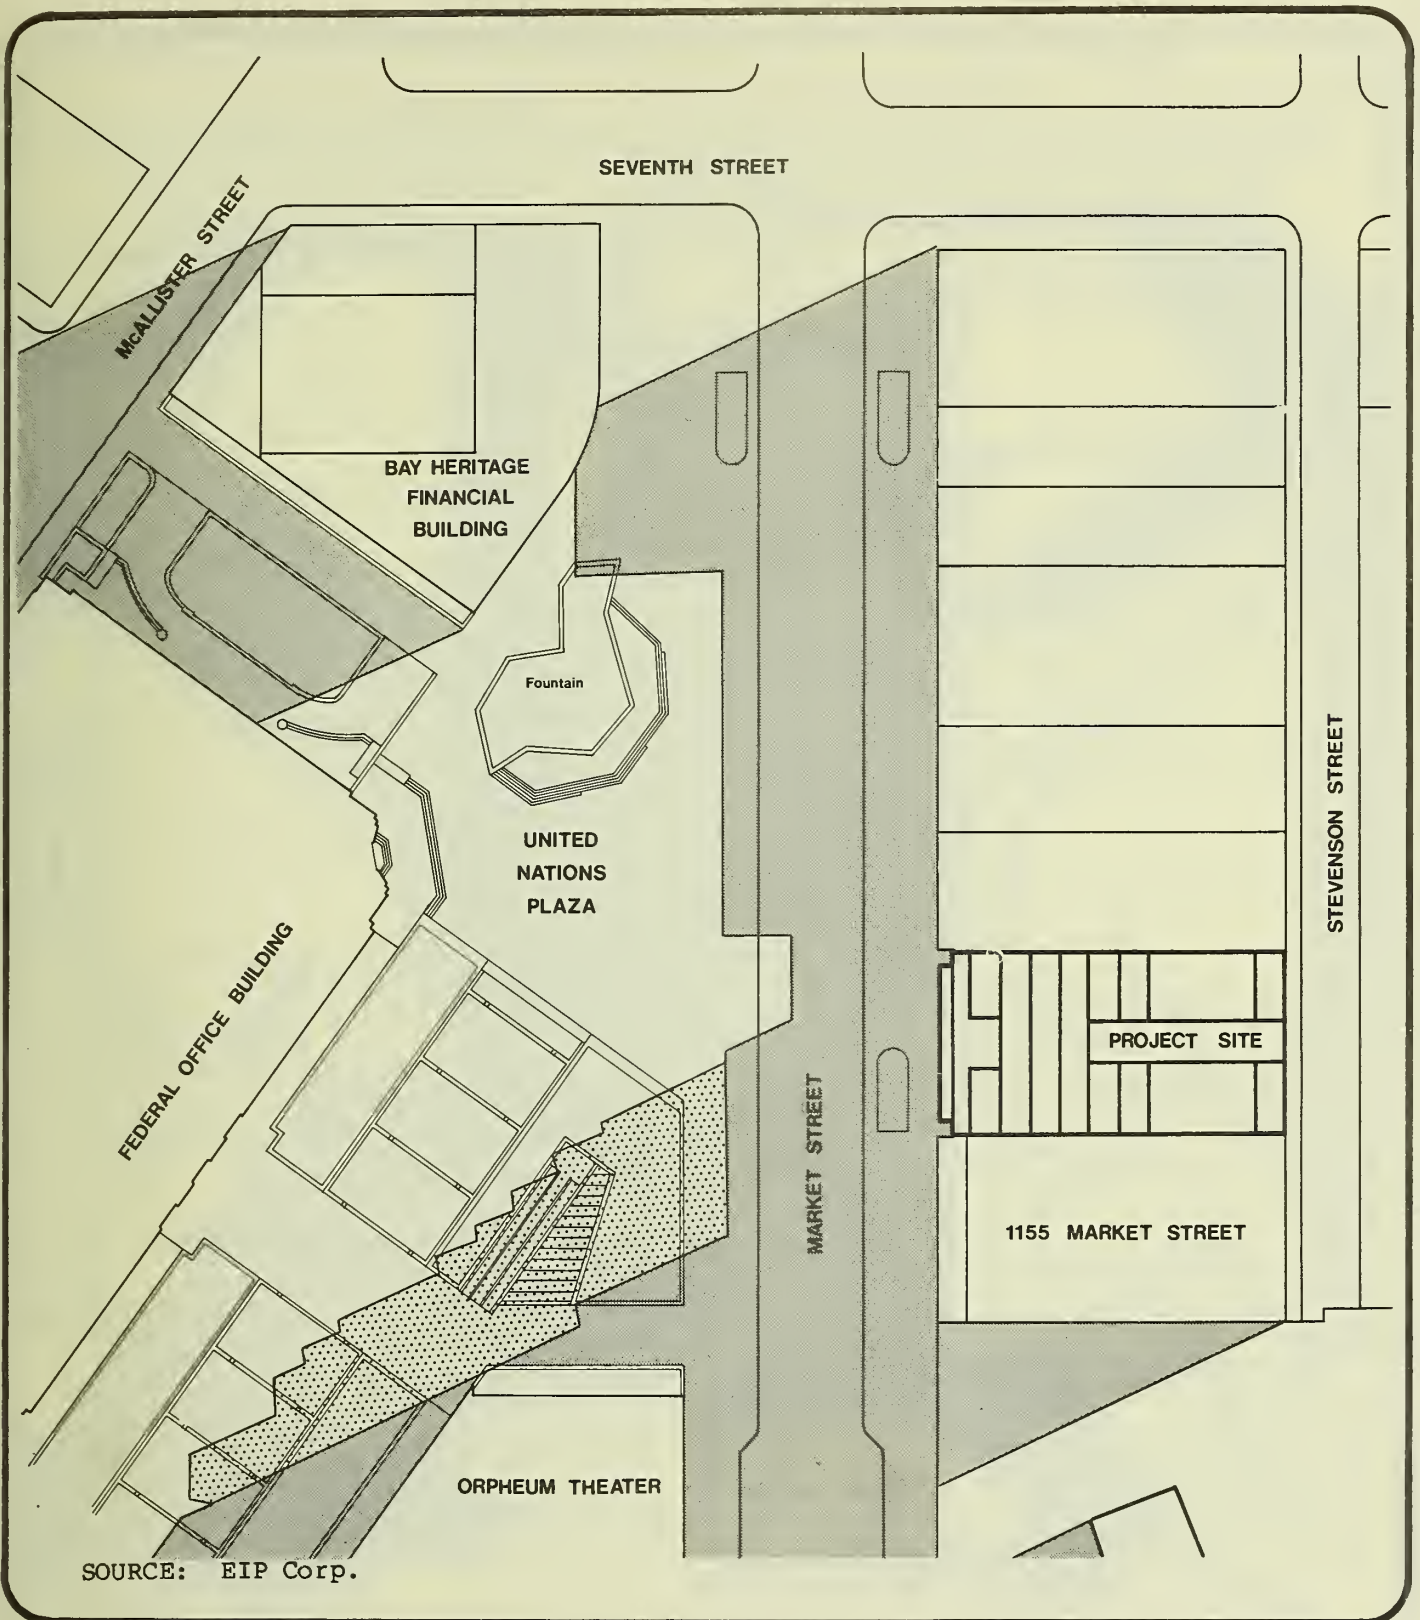 SEVENTH STREET
McALLISTER STREET
BAY HERITAGE
FINANCIAL
BUILDING
Fountain
UNITED
NATIONS
PLAZA
FEDERAL OFFICE BUILDING
STEVENSON STREET
PROJECT SITE
MARKET STREET
1155 MARKET STREET
ORPHEUM THEATER
SOURCE: EIP Corp.